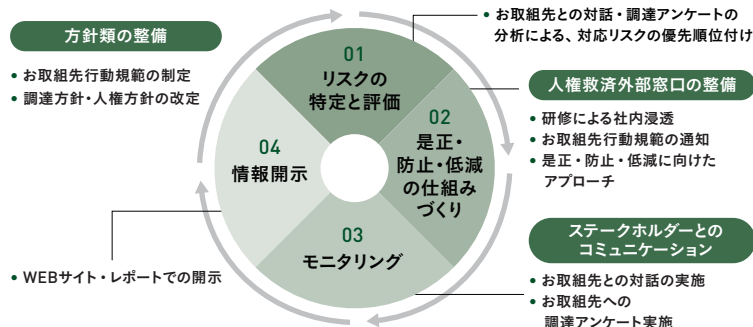 方針類の整備
• お取組先行動規範の制定
• 調達方針・人権方針の改定
• お取組先との対話・調達アンケートの
分析による、対応リスクの優先順位付け
01
リスクの
特定と評価
人権救済外部窓口の整備
• 研修による社内浸透
• お取組先行動規範の通知
• 是正・防止・低減に向けた
アプローチ
02
是正・
防止・低減
の仕組み
づくり
04
情報開示
03
モニタリング
• WEBサイト・レポートでの開示
ステークホルダーとの
コミュニケーション
• お取組先との対話の実施
• お取組先への
調達アンケート実施